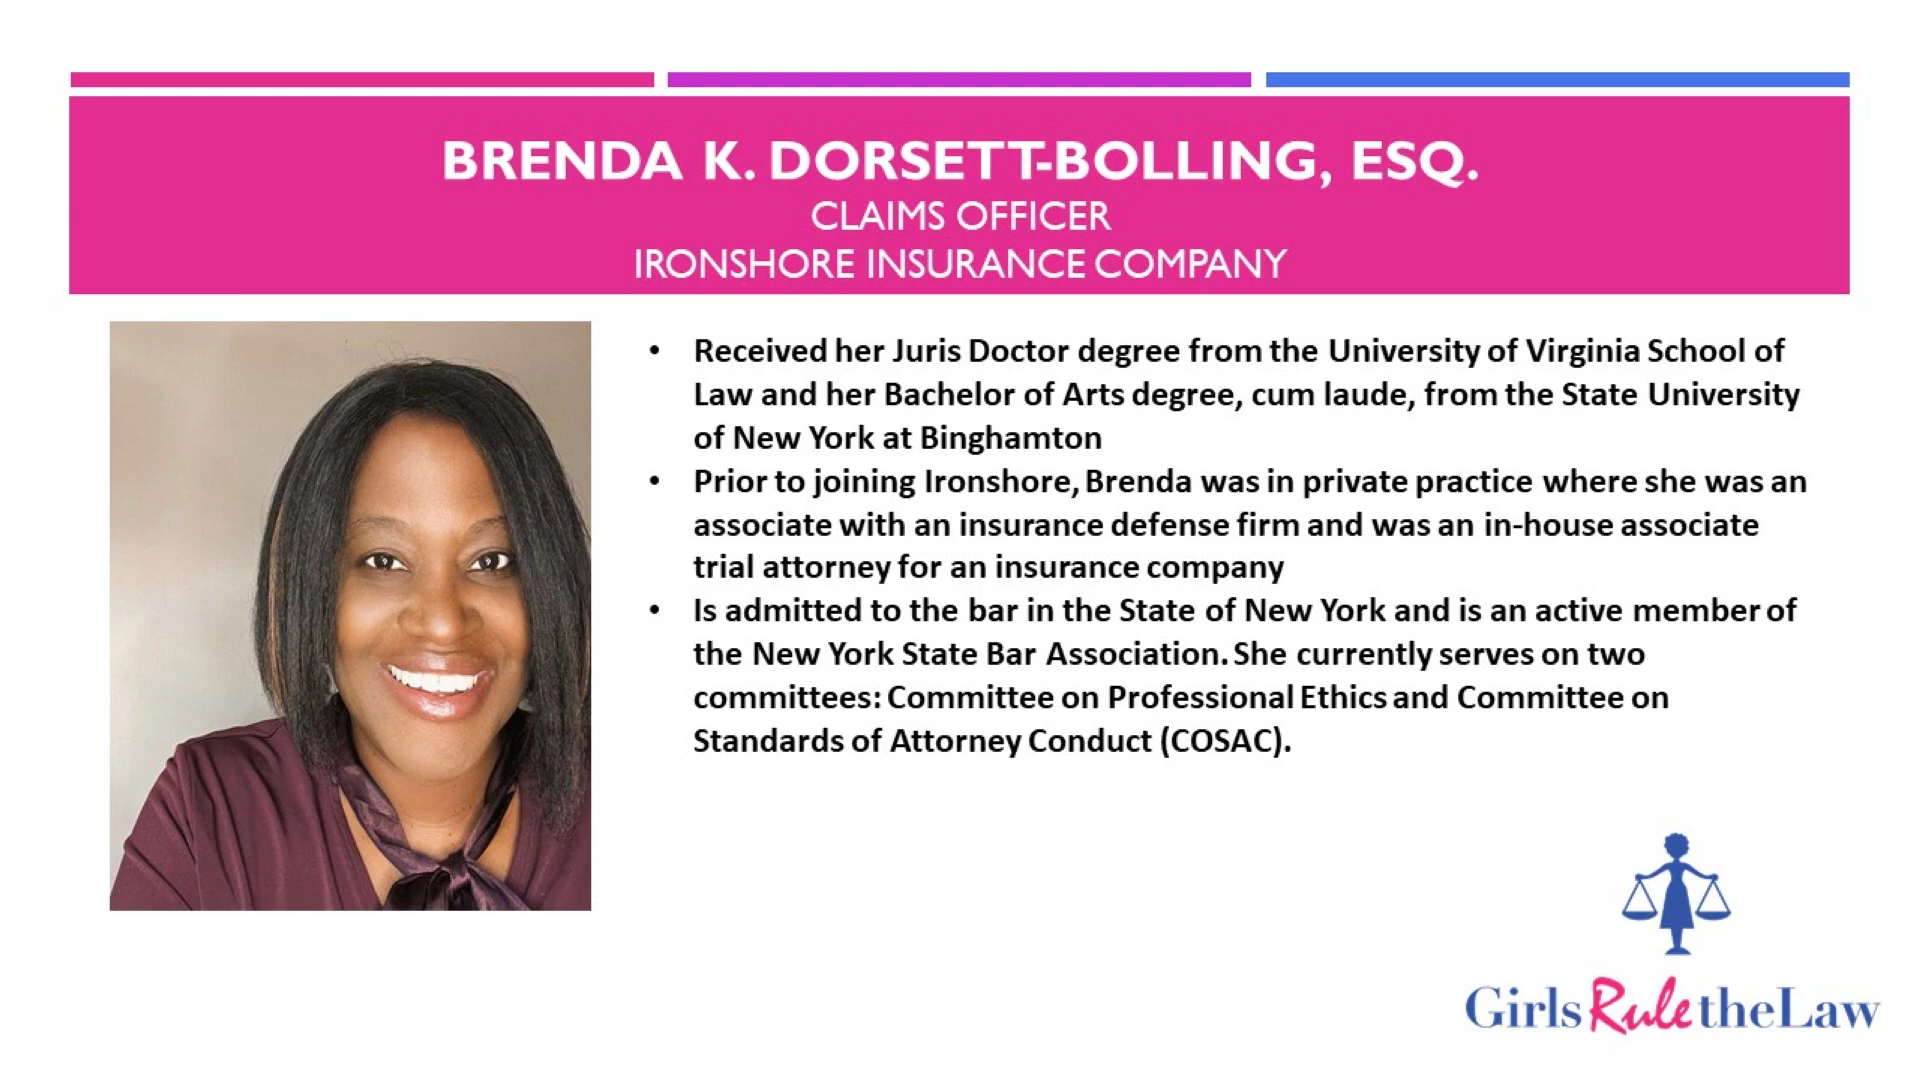 BRENDA K. DORSETT-BOLLING, ESQ.
CLAIMS OFFICER
IRONSHORE INSURANCE COMPANY
• Received her Juris Doctor degree from the University of Virginia School of
Law and her Bachelor of Arts degree, cum laude, from the State University
of New York at Binghamton
• Prior to joining Ironshore, Brenda was in private practice where she was an
associate with an insurance defense firm and was an in-house associate
trial attorney for an insurance company
• Is admitted to the bar in the State of New York and is an active member of
the New York State Bar Association. She currently serves on two
committees: Committee on Professional Ethics and Committee on
Standards of Attorney Conduct (COSAC).
GirlsRuletheLaw